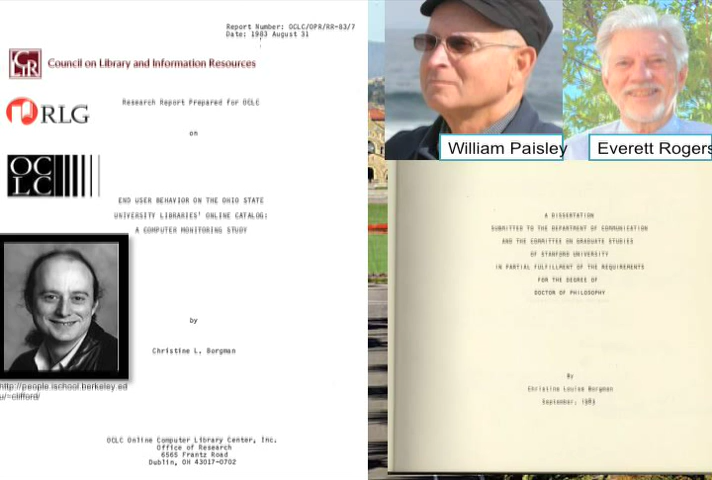 Report Number: OCLC/OPR/RR-83/7
Date: 1983 August 31
CLIR
Council on Library and Information Resources
RLG
Research Report Prepared for OCLC
on
OC
LC
END USER BEHAVIOR ON THE OHIO STATE
UNIVERSITY LIBRARIES' ONLINE CATALOG:
A COMPUTER MONITORING STUDY
by
Christine L. Borgman
http://people.ischool.berkeley.ed
u/~clifford/
OCLC Online Computer Library Center, Inc.
Office of Research
6565 Frantz Road
Dublin, OH 43017-0702
William Paisley
Everett Rogers
A DISSERTATION
SUBMITTED TO THE DEPARTMENT OF COMMUNICATION
AND THE COMMITTEE ON GRADUATE STUDIES
OF STANFORD UNIVERSITY
IN PARTIAL FULFILLMENT OF THE REQUIREMENTS
FOR THE DEGREE OF
DOCTOR OF PHILOSOPHY
By
Christine Louise Borgman
September, 1983